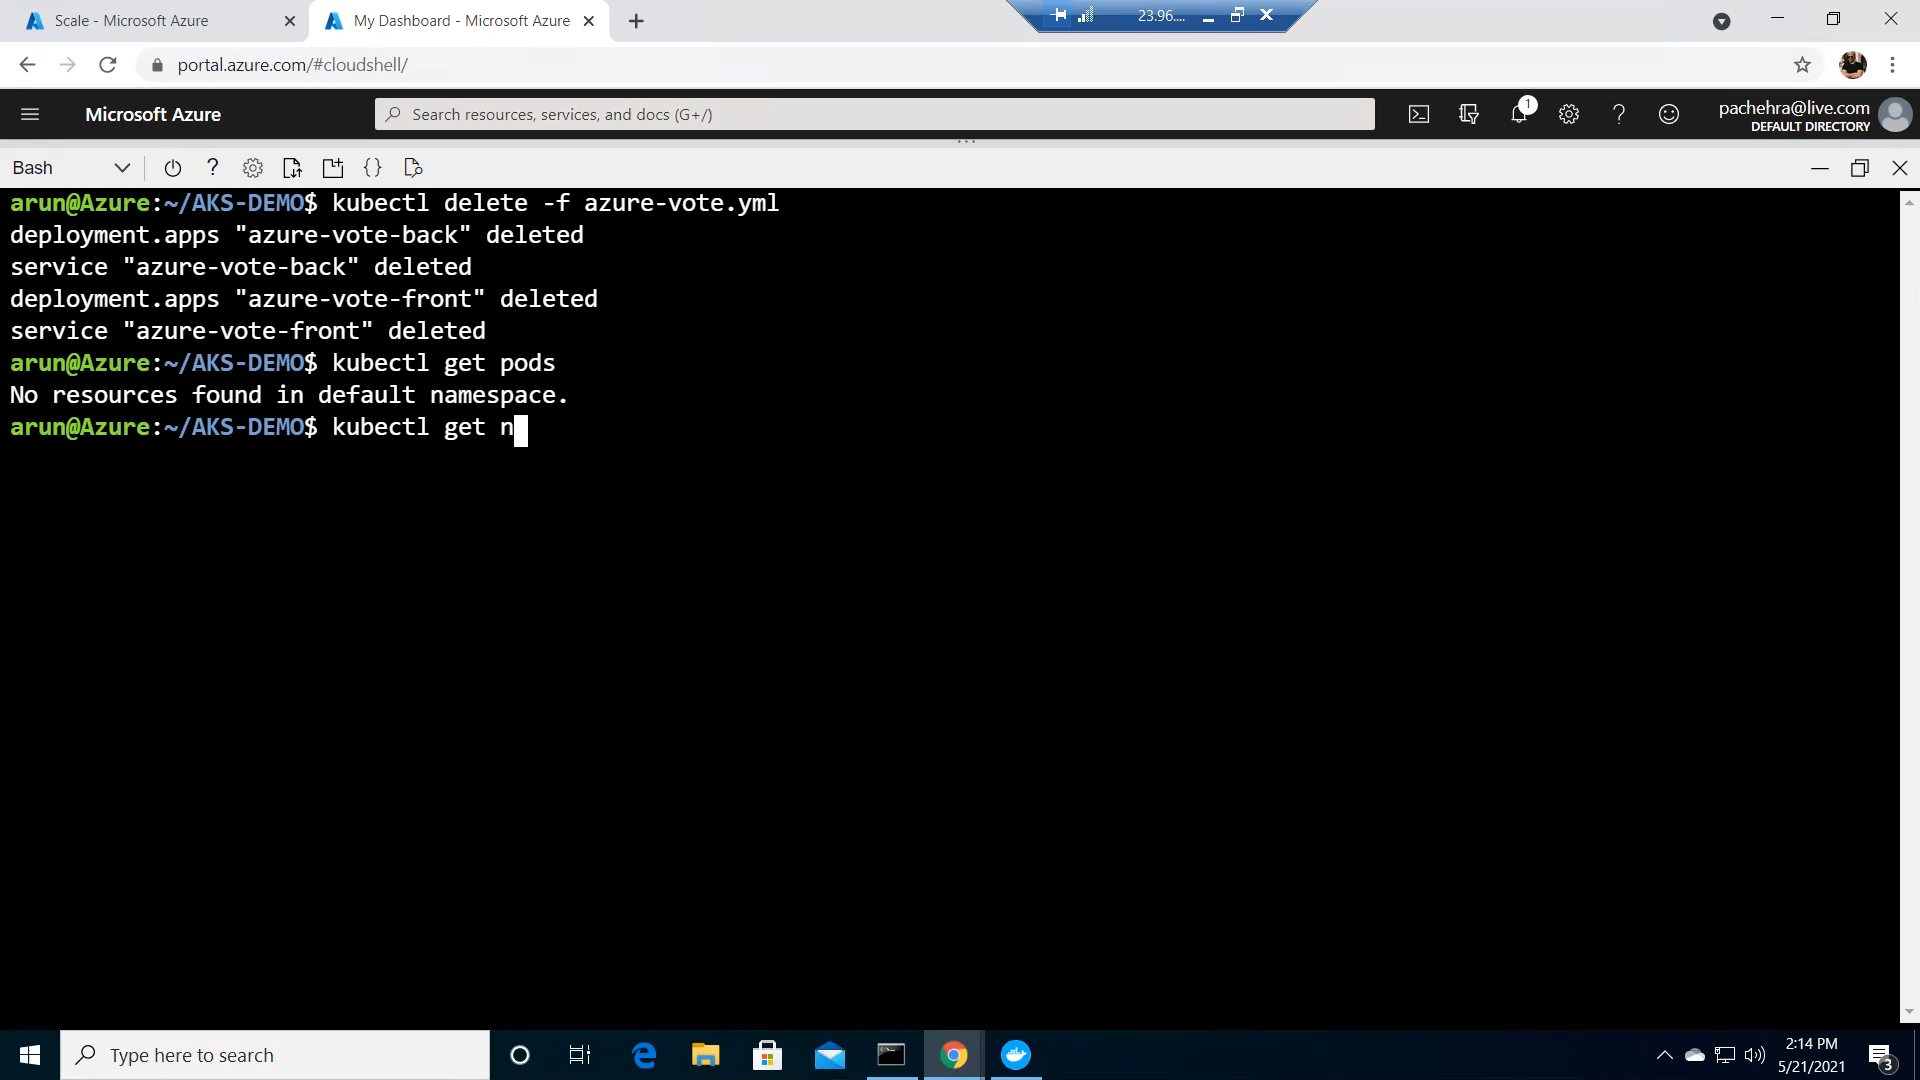 Scale - Microsoft Azure
My Dashboard - Microsoft Azure
23.96....
portal.azure.com/#cloudshell/
Microsoft Azure
Search resources, services, and docs (G+/)
1
pachehra@live.com
DEFAULT DIRECTORY
Bash
arun@Azure:~/AKS-DEMO$ kubectl delete -f azure-vote.yml
deployment.apps "azure-vote-back" deleted
service "azure-vote-back" deleted
deployment.apps "azure-vote-front" deleted
service "azure-vote-front" deleted
arun@Azure:~/AKS-DEMO$ kubectl get pods
No resources found in default namespace.
arun@Azure:~/AKS-DEMO$ kubectl get n
Type here to search
2:14 PM
5/21/2021
3